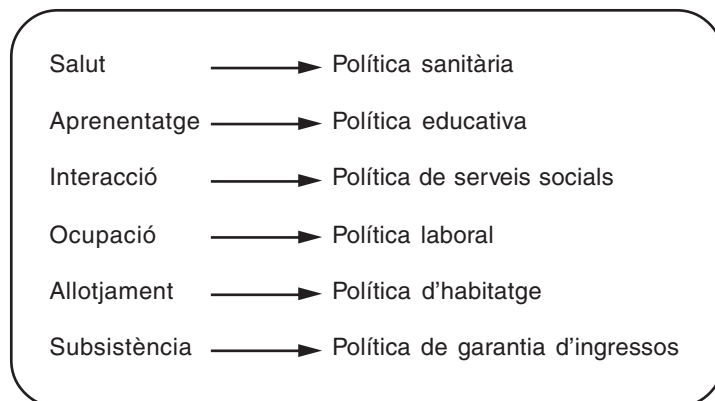 Salut Política sanitària
Aprenentatge Política educativa
Interacció Política de serveis socials
Ocupació Política laboral
Allotjament Política d'habitatge
Subsistència Política de garantia d'ingressos